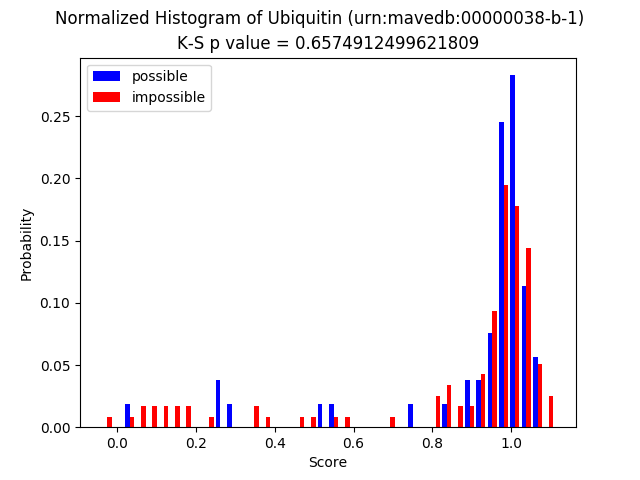 Normalized Histogram of Ubiquitin (urn:mavedb:00000038-b-1)
K-S p value = 0.6574912499621809
possible
impossible
0.25
0.20
0.15
0.10
0.05
0.00
Probability
0.0 0.2 0.4 0.6 0.8 1.0
Score